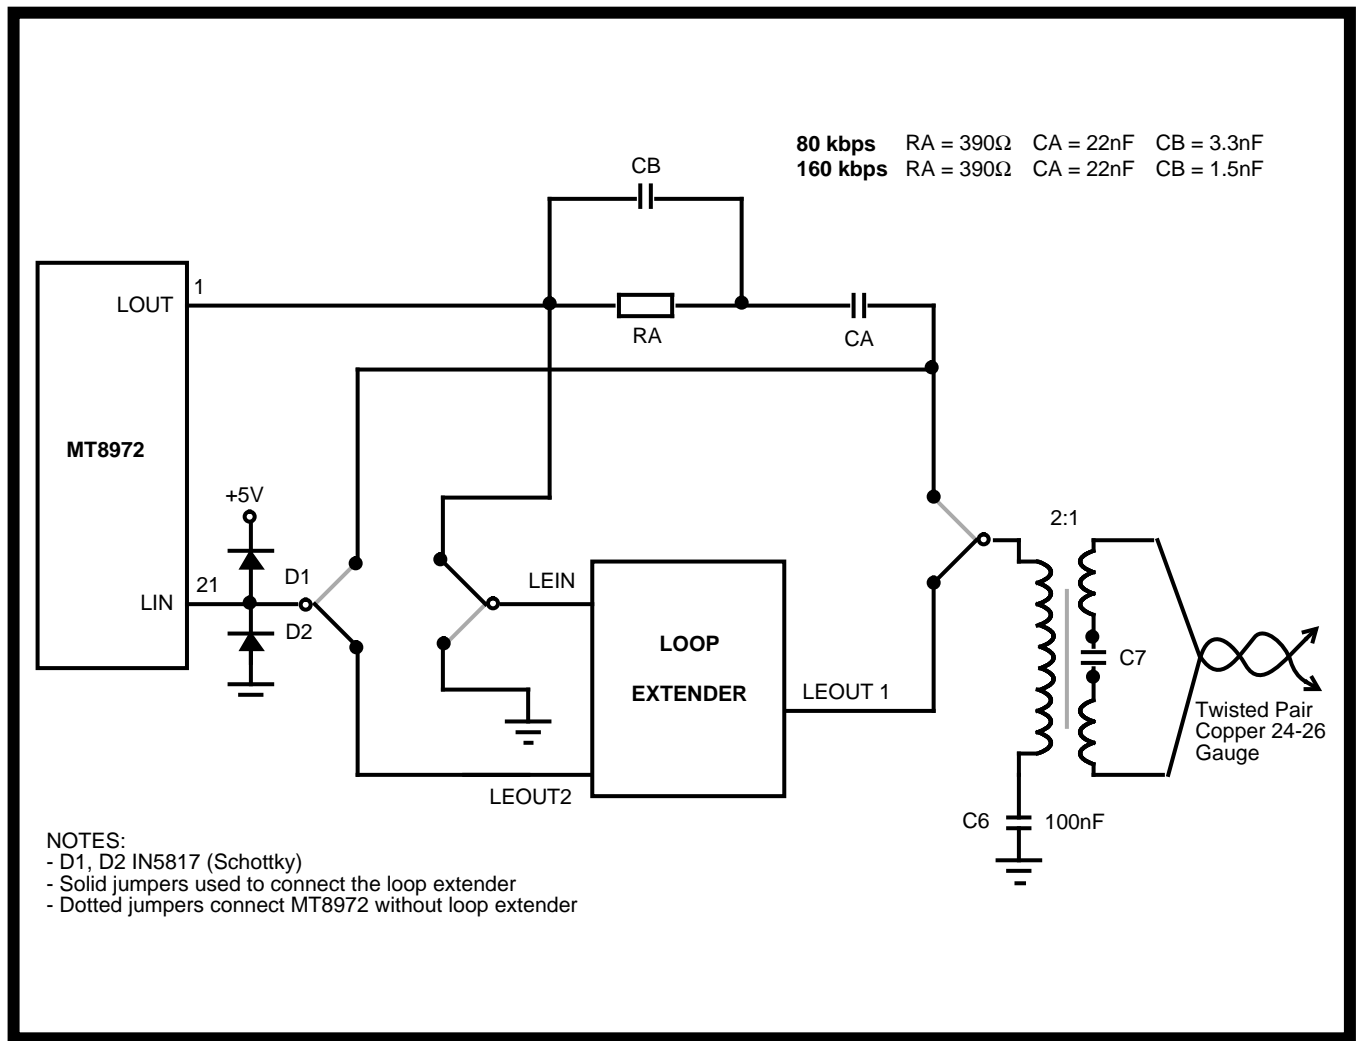 80 kbps RA = 390Ω CA = 22nF CB = 3.3nF
160 kbps RA = 390Ω CA = 22nF CB = 1.5nF
CB
1
LOUT
RA
CA
MT8972
+5V
2:1
21
D1
LEIN
LIN
D2
LOOP
EXTENDER
C7
LEOUT 1
Twisted Pair
Copper 24-26
Gauge
LEOUT2
C6
100nF
NOTES:
- D1, D2 IN5817 (Schottky)
- Solid jumpers used to connect the loop extender
- Dotted jumpers connect MT8972 without loop extender